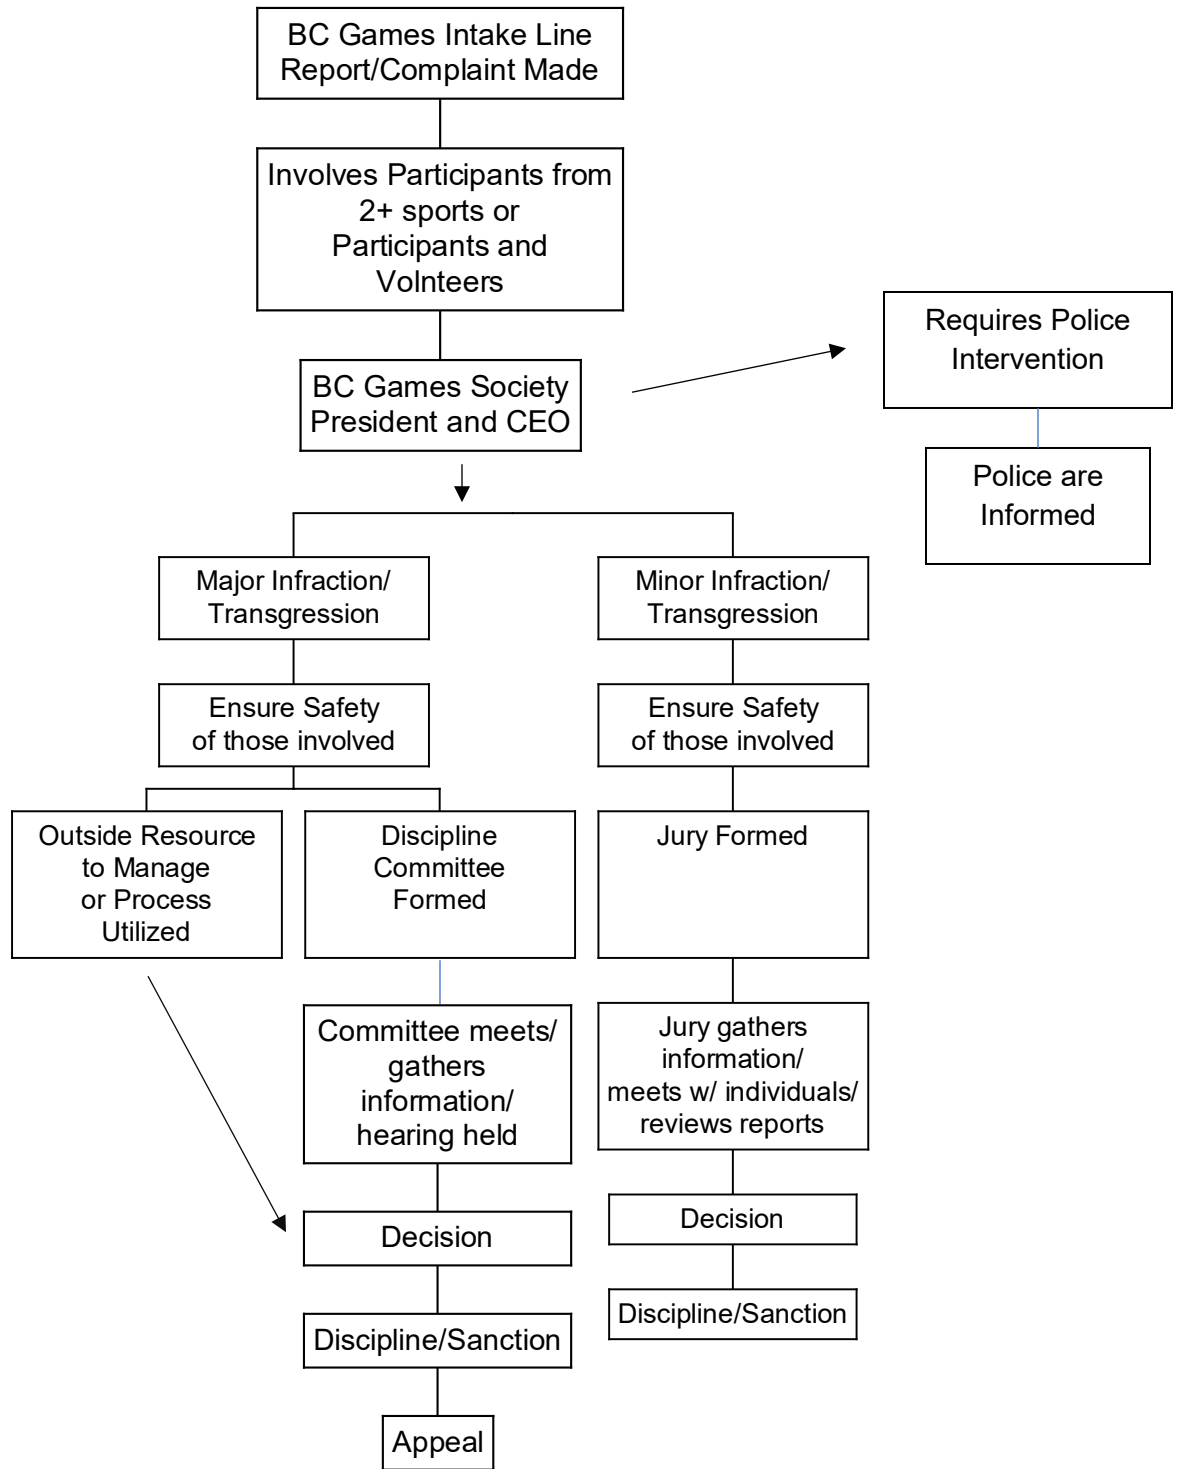 BC Games Intake Line
Report/Complaint Made
Involves Participants from
2+ sports or
Participants and
Volnteers
BC Games Society
President and CEO
Requires Police
Intervention
Police are
Informed
Major Infraction/
Transgression
Ensure Safety
of those involved
Outside Resource
to Manage
or Process
Utilized
Discipline
Committee
Formed
Committee meets/
gathers
information/
hearing held
Decision
Discipline/Sanction
Appeal
Minor Infraction/
Transgression
Ensure Safety
of those involved
Jury Formed
Jury gathers
information/
meets w/ individuals/
reviews reports
Decision
Discipline/Sanction